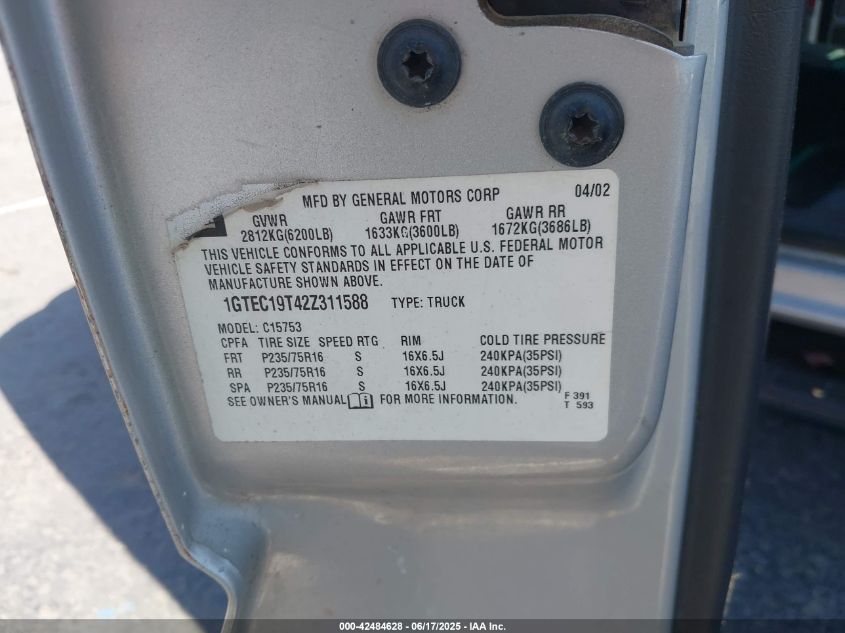 MFD BY GENERAL MOTORS CORP 04/02
GVWR GAWR FRT GAWR RR
2812KG(6200LB) 1633KG(3600LB) 1672KG(3686LB)
THIS VEHICLE CONFORMS TO ALL APPLICABLE U.S. FEDERAL MOTOR
VEHICLE SAFETY STANDARDS IN EFFECT ON THE DATE OF
MANUFACTURE SHOWN ABOVE.
1GTEC19T42Z311588 TYPE: TRUCK
MODEL: C15753
CPFA TIRE SIZE SPEED RTG RIM COLD TIRE PRESSURE
FRT P235/75R16 S 16X6.5J 240KPA(35PSI)
RR P235/75R16 S 16X6.5J 240KPA(35PSI)
SPA P235/75R16 S 16X6.5J 240KPA(35PSI)
SEE OWNER'S MANUAL FOR MORE INFORMATION.
F 391
T 593
000-42484628 - 06/17/2025 - IAA Inc.